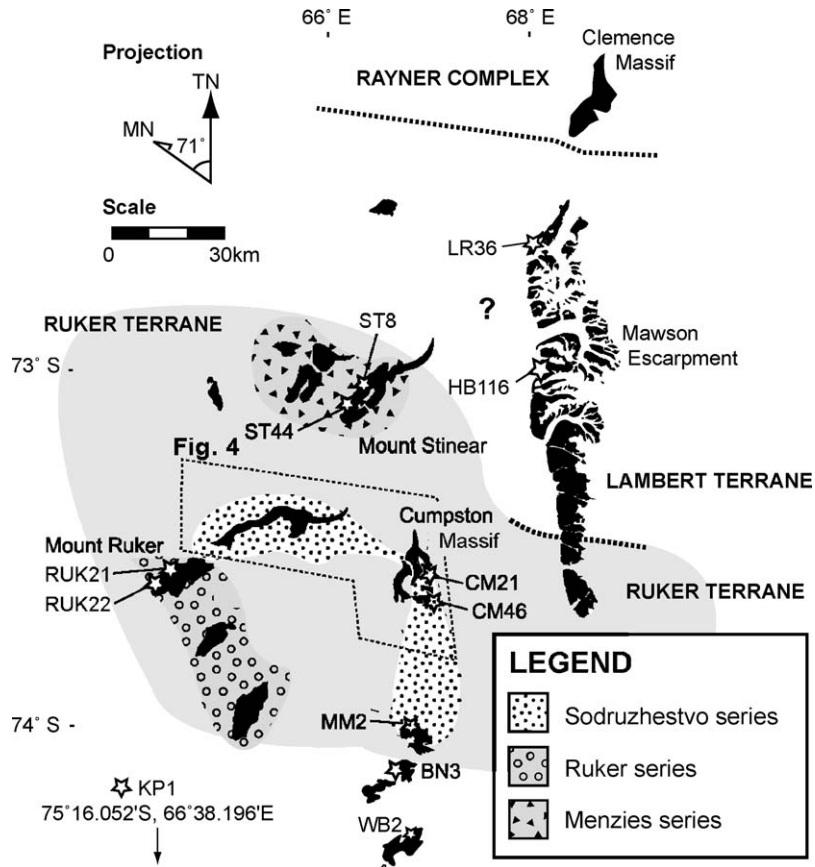 66° E
68° E
Projection
TN
MN
71°
Clemence
Massif
RAYNER COMPLEX
Scale
0
30km
LR36
?
RUKER TERRANE
ST8
Mawson
Escarpment
73° S
HB116
ST44
Mount Stinear
Fig. 4
LAMBERT TERRANE
Cumpston
Massif
Mount Ruker
RUK21
RUK22
CM21
CM46
RUKER TERRANE
LEGEND
Sodruzhestvo series
Ruker series
Menzies series
74° S
MM2
BN3
KP1
75°16.052'S, 66°38.196'E
WB2